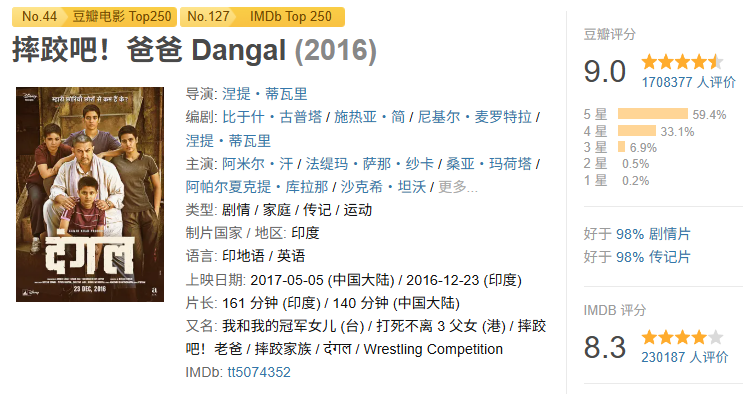 No.44 豆瓣电影 Top250 No.127 IMDb Top 250
摔跤吧！爸爸 Dangal (2016)
DISNEY
म्हारी छोरियाँ छोरों से कम हैं के?
दंगल
23 DEC, 2016
导演: 涅提·蒂瓦里
编剧: 比于什·古普塔 / 施热亚·简 / 尼基尔·麦罗特拉 /
涅提·蒂瓦里
主演: 阿米尔·汗 / 法缇玛·萨那·纱卡 / 桑亚·玛荷塔 /
阿帕尔夏克提·库拉那 / 沙克希·坦沃 / 更多...
类型: 剧情 / 家庭 / 传记 / 运动
制片国家 / 地区: 印度
语言: 印地语 / 英语
上映日期: 2017-05-05 (中国大陆) / 2016-12-23 (印度)
片长: 161 分钟 (印度) / 140 分钟 (中国大陆)
又名: 我和我的冠军女儿 (台) / 打死不离 3 父女 (港) / 摔跤
吧！老爸 / 摔跤家族 / दंगल / Wrestling Competition
IMDb: tt5074352
豆瓣评分
9.0
1708377 人评价
5 星 59.4%
4 星 33.1%
3 星 6.9%
2 星 0.5%
1 星 0.2%
好于 98% 剧情片
好于 98% 传记片
IMDB 评分
8.3
230187 人评价